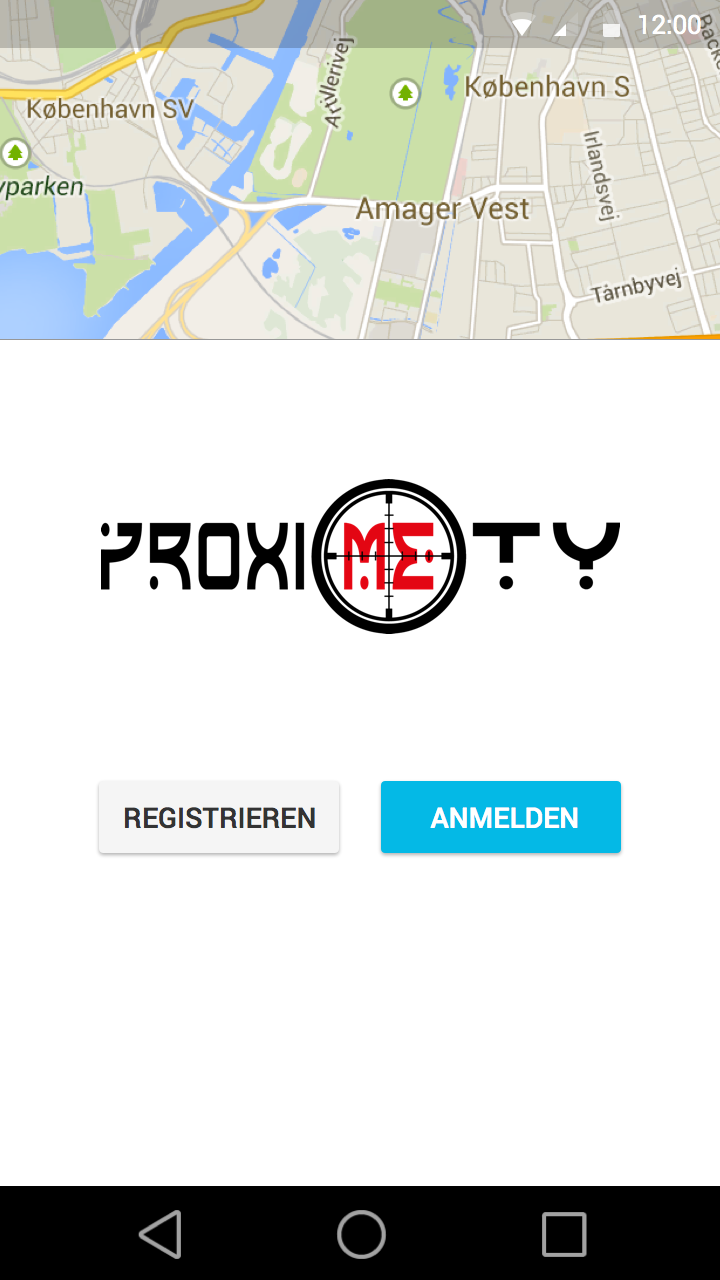 12:00
København S
København SV
Artillerivej
Irlandsvej
Amager Vest
Tårnbyvej
PROXIMETY
REGISTRIEREN
ANMELDEN